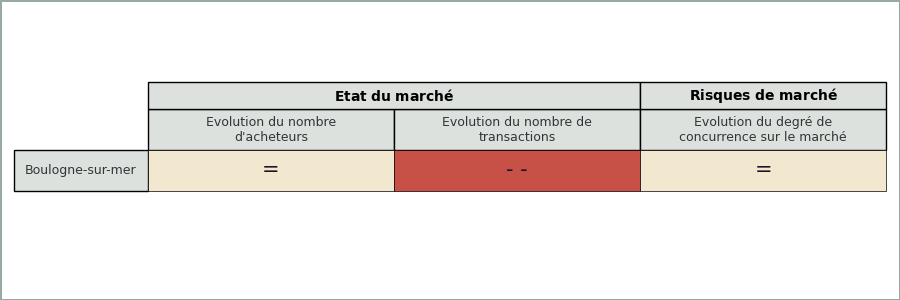 Etat du marché
Risques de marché
Evolution du nombre
d'acheteurs
Evolution du nombre de
transactions
Evolution du degré de
concurrence sur le marché
Boulogne-sur-mer
=
- -
=